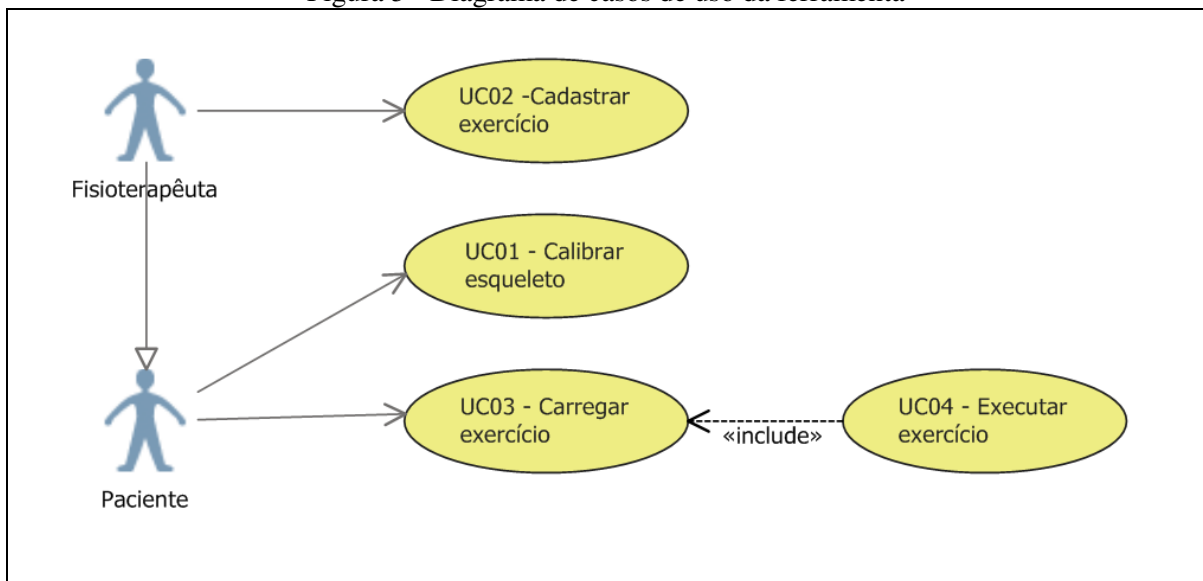 Figura 3 - Diagrama de casos de uso da ferramenta
UC02 -Cadastrar
exercício
Fisioterapêuta
UC01 - Calibrar
esqueleto
UC03 - Carregar
exercício
«include»
UC04 - Executar
exercício
Paciente